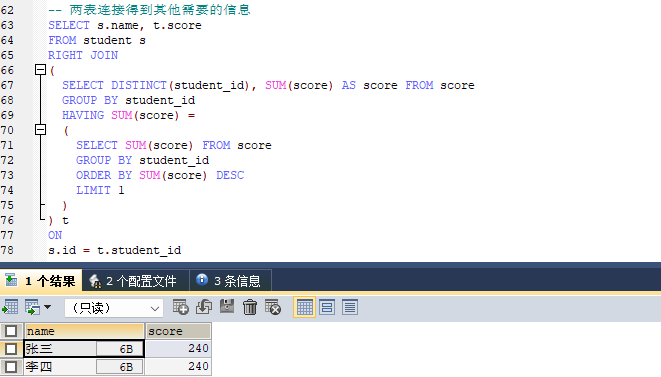 62 -- 两表连接得到其他需要的信息
63 SELECT s.name, t.score
64 FROM student s
65 RIGHT JOIN
66 (
67 SELECT DISTINCT(student_id), SUM(score) AS score FROM score
68 GROUP BY student_id
69 HAVING SUM(score) =
70 (
71 SELECT SUM(score) FROM score
72 GROUP BY student_id
73 ORDER BY SUM(score) DESC
74 LIMIT 1
75 )
76 ) t
77 ON
78 s.id = t.student_id
1 个结果 2 个配置文件 3 条信息
（只读）
name score
张三 6B 240
李四 6B 240